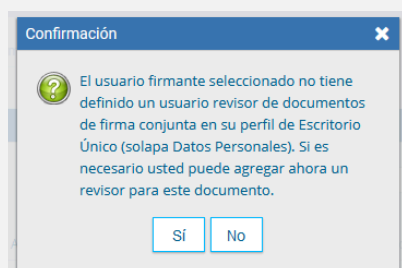 Confirmación
El usuario firmante seleccionado no tiene
definido un usuario revisor de documentos
de firma conjunta en su perfil de Escritorio
Único (solapa Datos Personales). Si es
necesario usted puede agregar ahora un
revisor para este documento.
Sí
No